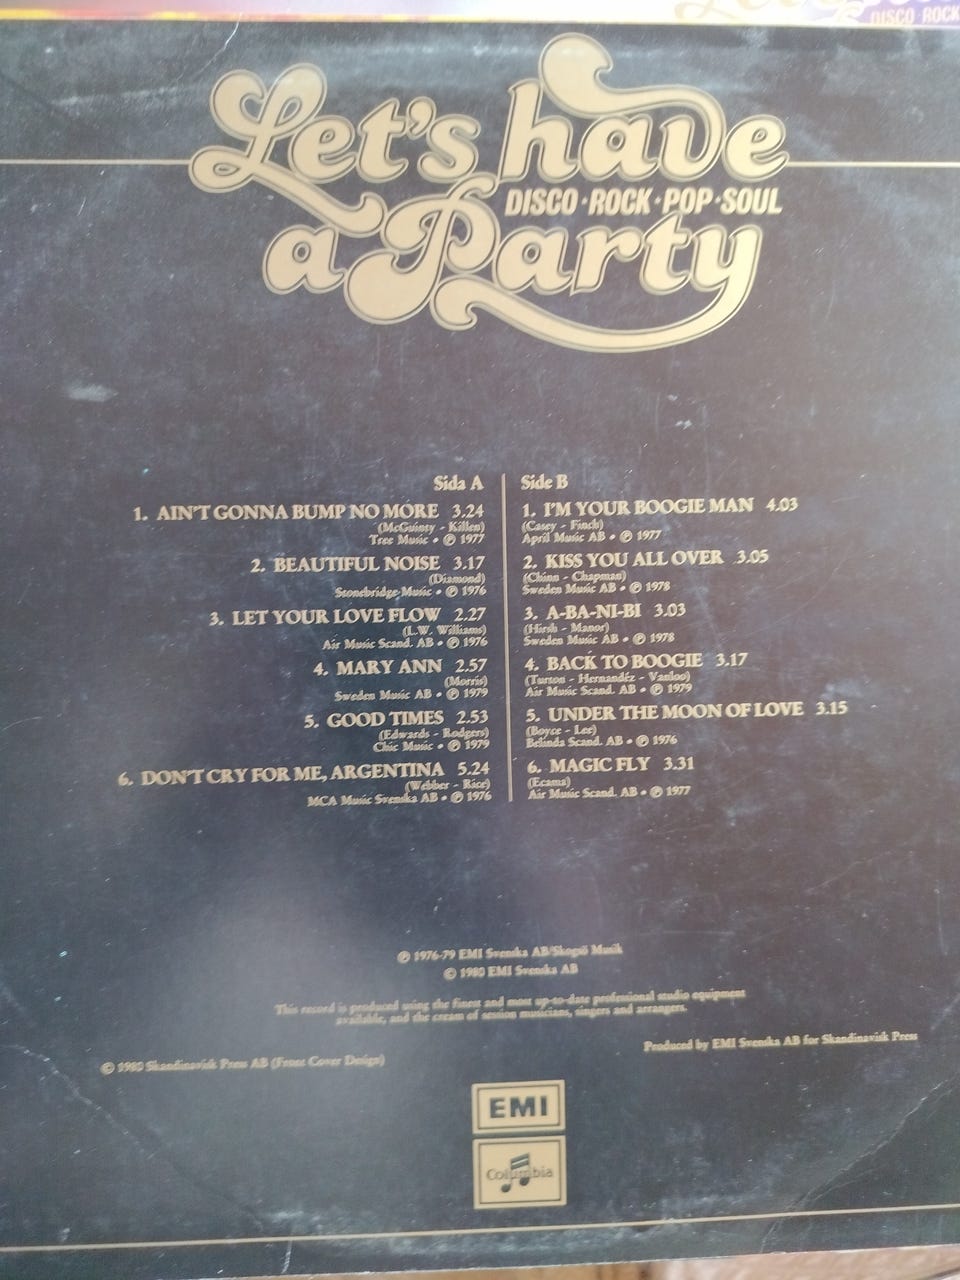 DISCO·ROCK
Let's have
DISCO·ROCK·POP·SOUL
a Party
Sida A
1. AIN'T GONNA BUMP NO MORE 3.24
(McGuinty - Killen)
Tree Music • ℗ 1977
2. BEAUTIFUL NOISE 3.17
(Diamond)
Stonebridge-Music • ℗ 1976
3. LET YOUR LOVE FLOW 2.27
(L.W. Williams)
Air Music Scand. AB • ℗ 1976
4. MARY ANN 2.57
(Morris)
Sweden Music AB • ℗ 1979
5. GOOD TIMES 2.53
(Edwards - Rodgers)
Chic Music • ℗ 1979
6. DON'T CRY FOR ME, ARGENTINA 5.24
(Webber - Rice)
MCA Music Svenska AB • ℗ 1976
Side B
1. I'M YOUR BOOGIE MAN 4.03
(Casey - Finch)
April Music AB • ℗ 1977
2. KISS YOU ALL OVER 3.05
(Chinn - Chapman)
Sweden Music AB • ℗ 1978
3. A-BA-NI-BI 3.03
(Hirsh - Manor)
Sweden Music AB • ℗ 1978
4. BACK TO BOOGIE 3.17
(Turson - Hernandéz - Vanloo)
Air Music Scand. AB • ℗ 1979
5. UNDER THE MOON OF LOVE 3.15
(Boyce - Lee)
Belinda Scand. AB • ℗ 1976
6. MAGIC FLY 3.31
(Ecama)
Air Music Scand. AB • ℗ 1977
℗ 1976-79 EMI Svenska AB/Skogsö Musik
© 1980 EMI Svenska AB
This record is produced using the finest and most up-to-date professional studio equipment
available, and the cream of session musicians, singers and arrangers.
Produced by EMI Svenska AB for Skandinavisk Press
© 1980 Skandinavisk Press AB (Front Cover Design)
EMI
Columbia